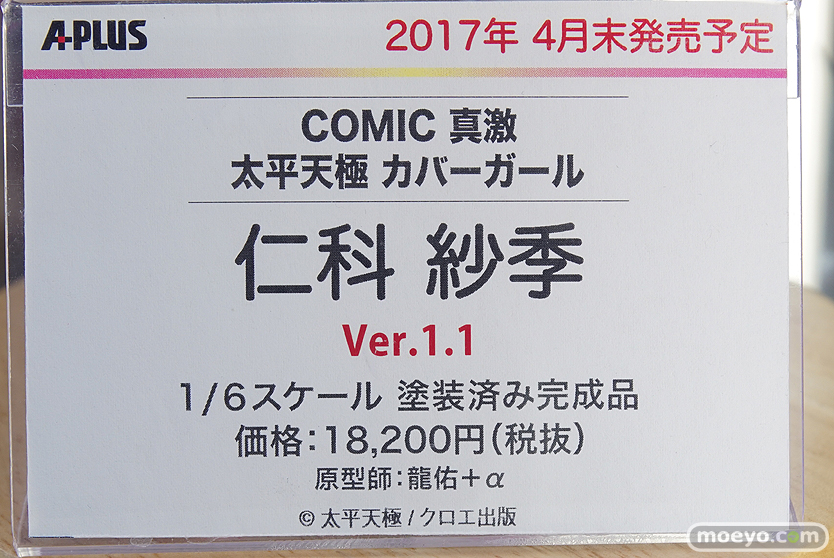 A-PLUS
2017年 4月末発売予定
COMIC 真激
太平天極 カバーガール
仁科 紗季
Ver.1.1
1/6スケール 塗装済み完成品
価格:18,200円(税抜)
原型師:龍佑+α
© 太平天極 / クロエ出版
moeyo.com